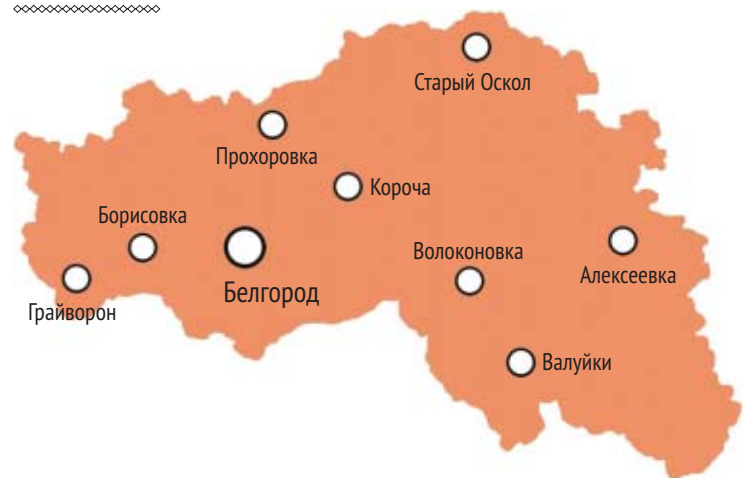 Старый Оскол
Прохоровка
Короча
Борисовка
Волоконовка
Алексеевка
Белгород
Грайворон
Валуйки